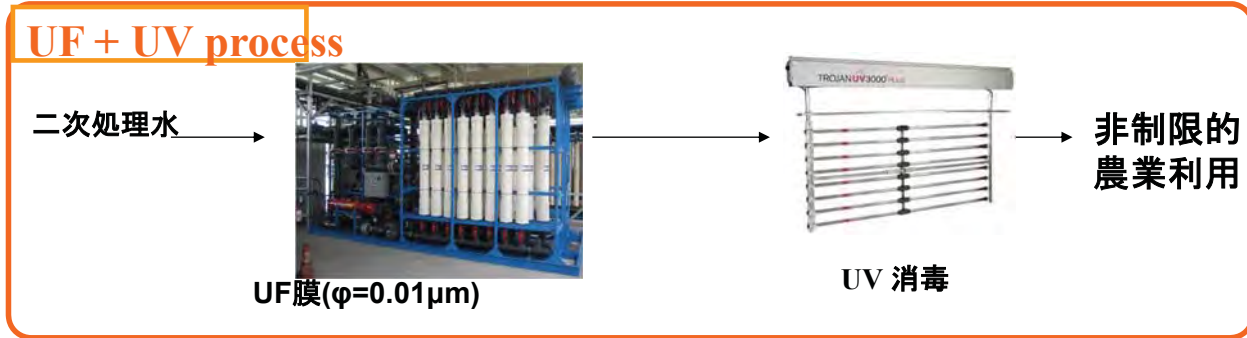 UF + UV process
二次処理水
UF膜(φ=0.01μm)
TROJANUV3000PLUS
UV 消毒
非制限的
農業利用